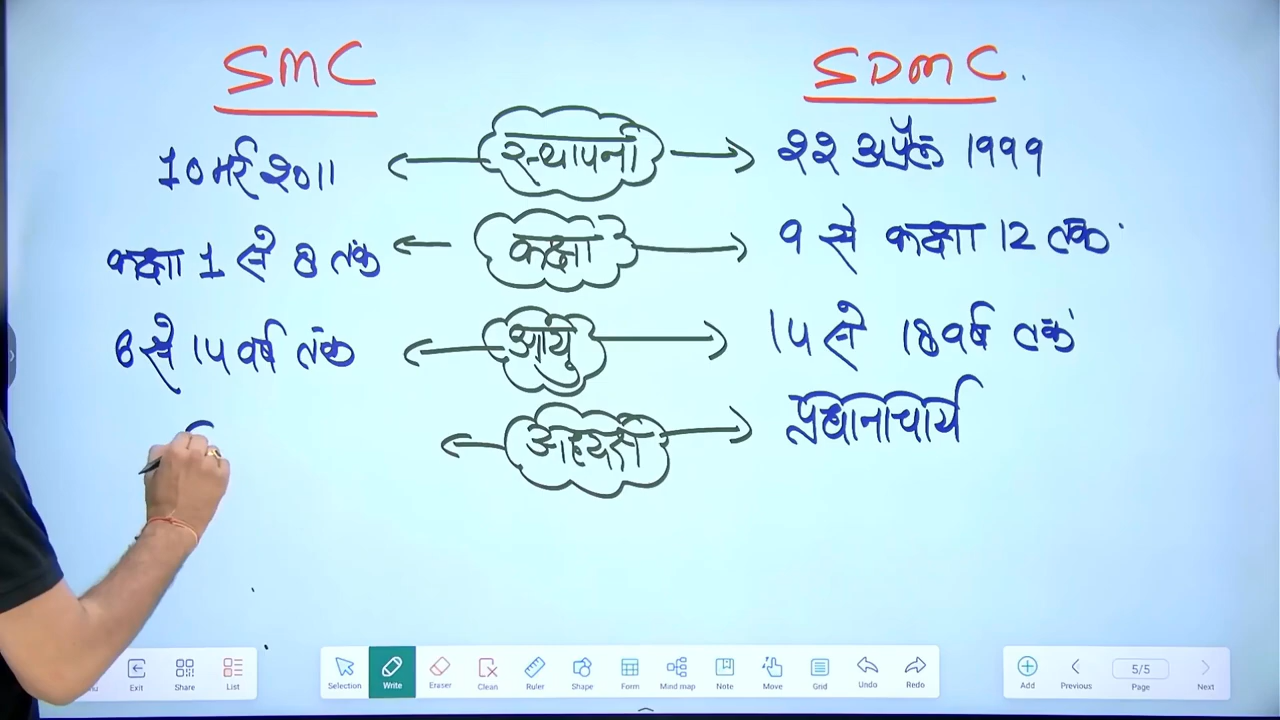 SMC SDMC.
10 मई 2011 स्थापना 22 अप्रैल 1999
कक्षा 1 से 8 तक कक्षा 9 से कक्षा 12 तक
6 से 14 वर्ष तक आयु 14 से 18 वर्ष तक
अध्यक्ष प्रधानाचार्य
Exit Share List Selection Write Eraser Clean Ruler Shape Form Mind map Note Move Grid Undo Redo Add Previous 5/5 Page Next